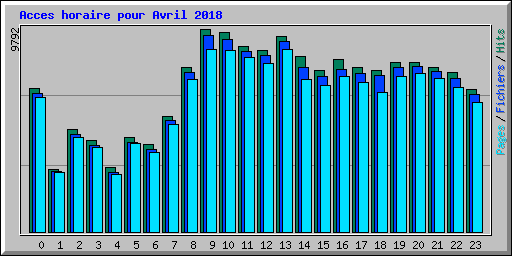 Acces horaire pour Avril 2018
9792
Pages / Fichiers / Hits
0 1 2 3 4 5 6 7 8 9 10 11 12 13 14 15 16 17 18 19 20 21 22 23